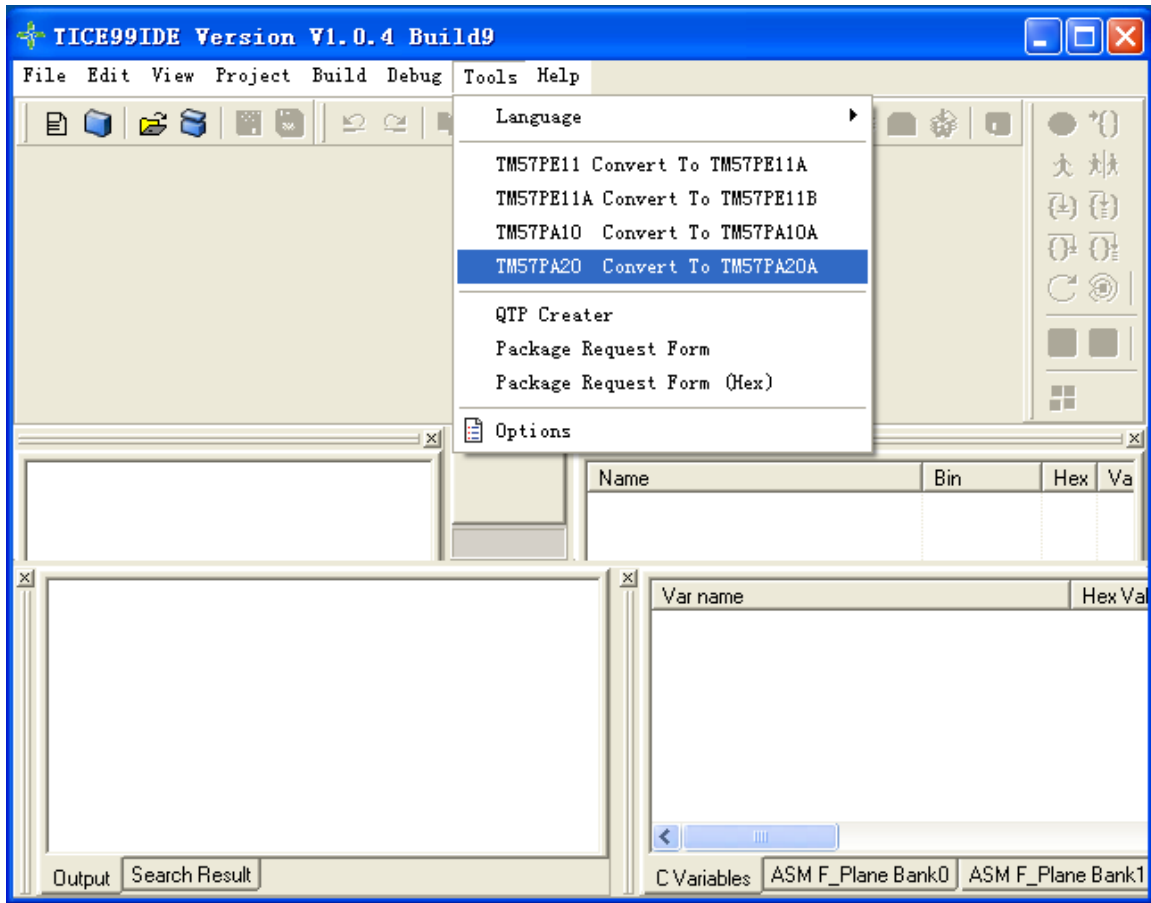 TICE99IDE Version V1.0.4 Build9
File Edit View Project Build Debug Tools Help
Language
TM57PE11 Convert To TM57PE11A
TM57PE11A Convert To TM57PE11B
TM57PA10 Convert To TM57PA10A
TM57PA20 Convert To TM57PA20A
QTP Creater
Package Request Form
Package Request Form (Hex)
Options
Name Bin Hex Va
Var name Hex Val
Output Search Result
C Variables ASM F_Plane Bank0 ASM F_Plane Bank1